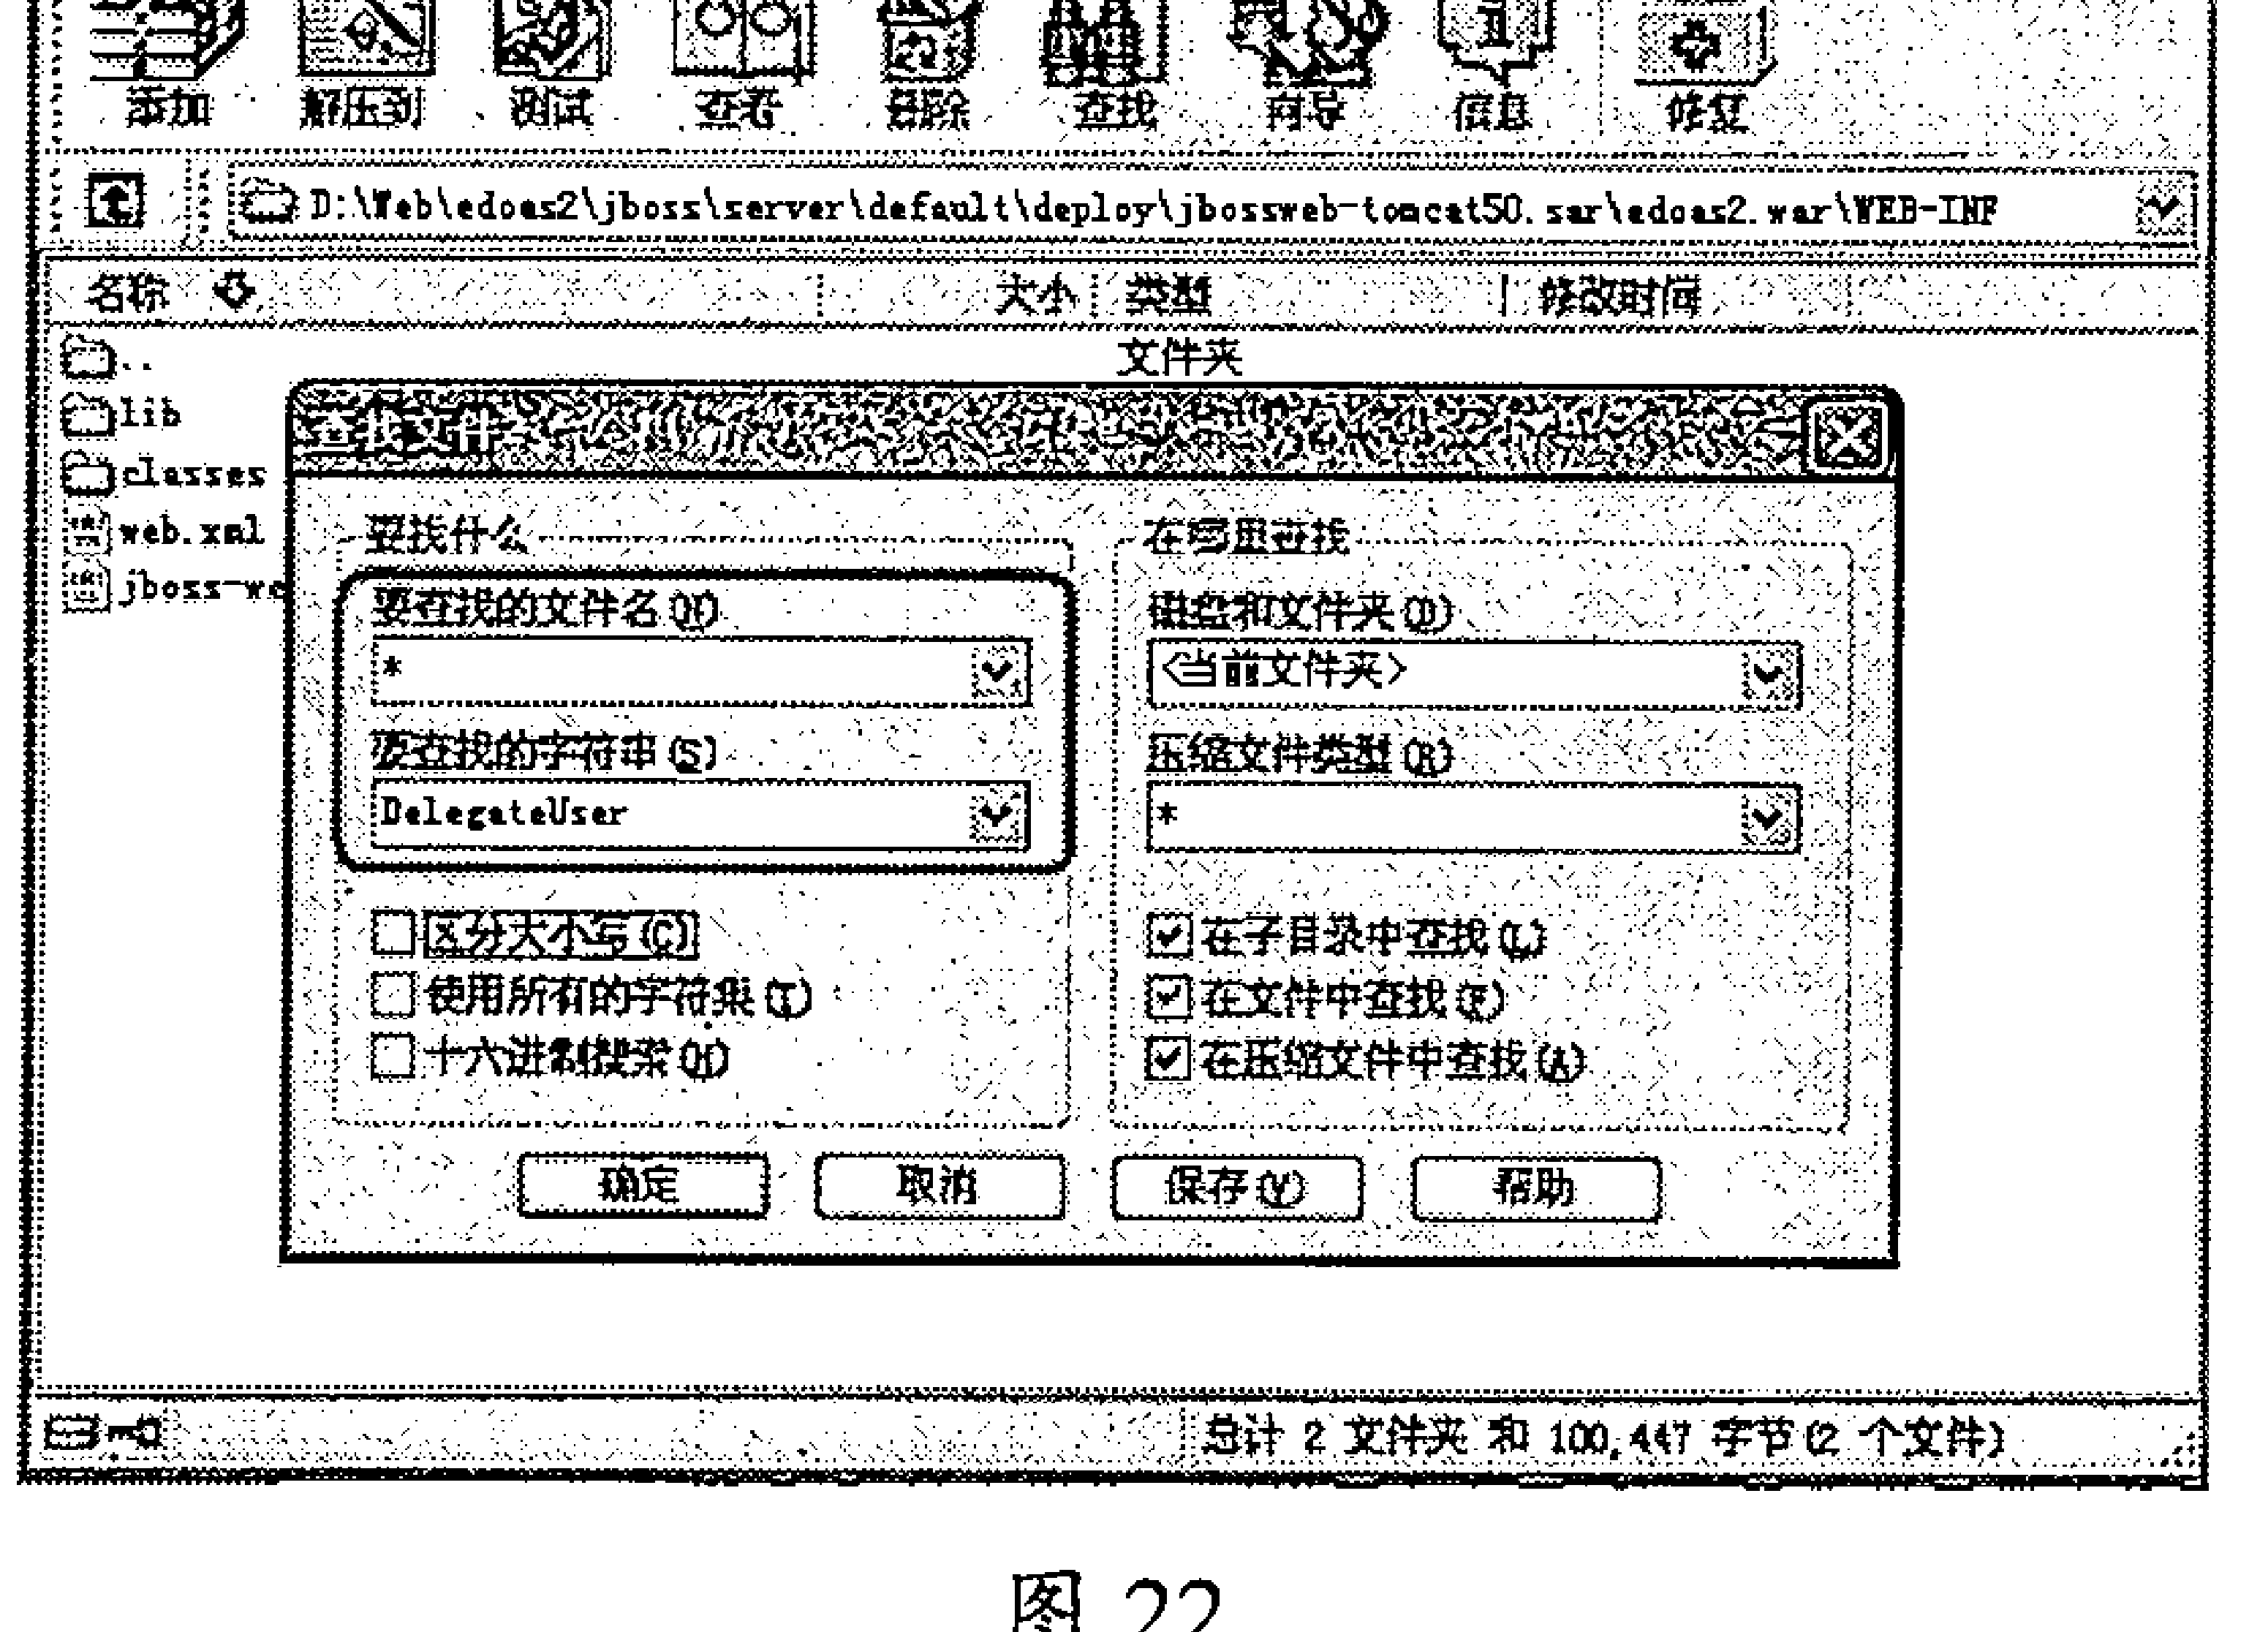 添加 解压到 测试 查看 删除 查找 向导 信息 修复
D:\Web\edoas2\jboss\server\default\deploy\jbossweb-tomcat50.sar\edoas2.war\WEB-INF
名称 大小 类型 修改时间
.. 文件夹
lib
classes
web.xml
jboss-we
查找文件
要找什么
要查找的文件名(N)
*
要查找的字符串(S)
DelegateUser
区分大小写(C)
使用所有的字符集(T)
十六进制搜索(H)
在哪里查找
磁盘和文件夹(D)
<当前文件夹>
压缩文件类型(R)
*
在子目录中查找(L)
在文件中查找(F)
在压缩文件中查找(A)
确定 取消 保存(V) 帮助
总计 2 文件夹 和 100,447 字节(2 个文件)
图 22